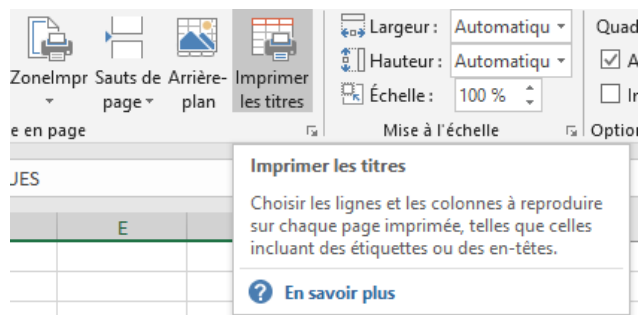 ZoneImpr Sauts de page Arrière-plan Imprimer les titres
Largeur : Automatiqu
Hauteur : Automatiqu
Échelle : 100 %
Quad
A
e en page
Mise à l'échelle
Option
UES
E
Imprimer les titres
Choisir les lignes et les colonnes à reproduire
sur chaque page imprimée, telles que celles
incluant des étiquettes ou des en-têtes.
? En savoir plus